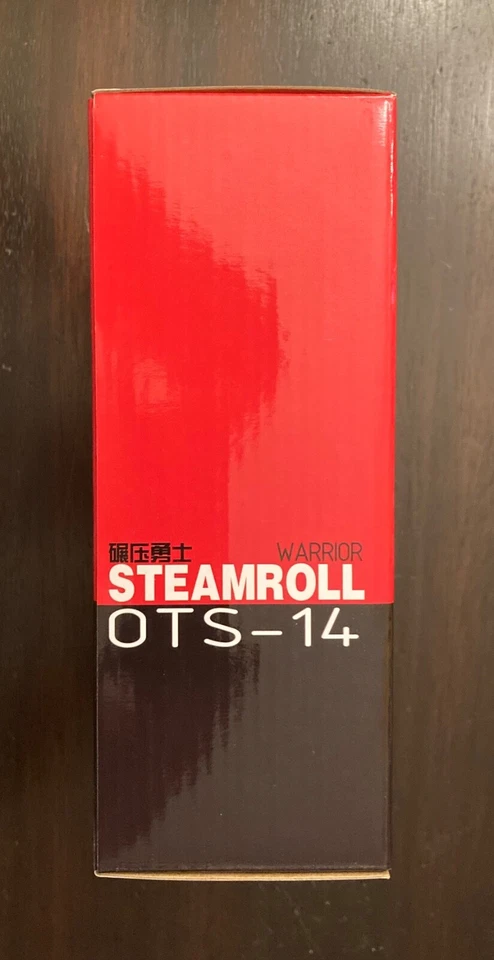 碾压勇士 WARRIOR
STEAMROLL
OTS-14